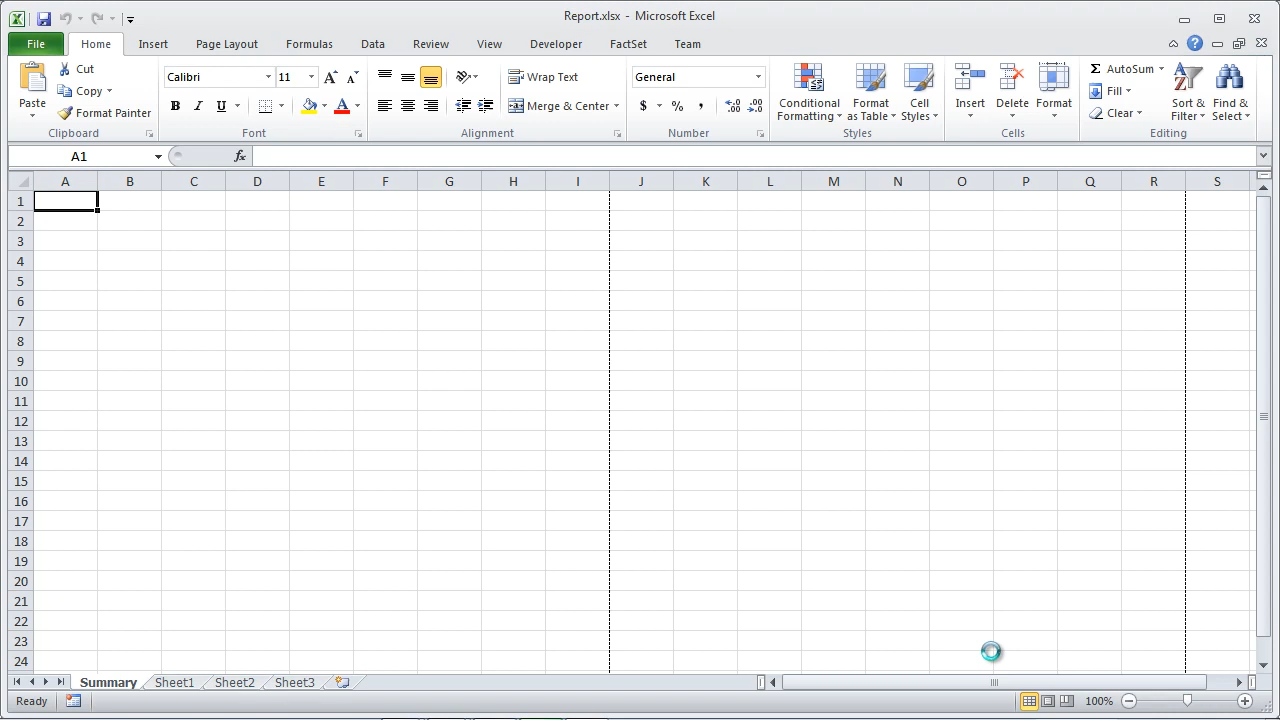 Report.xlsx - Microsoft Excel
File Home Insert Page Layout Formulas Data Review View Developer FactSet Team
Paste
Cut
Copy
Format Painter
Clipboard
Calibri 11
B I U A
Font
Wrap Text
Merge & Center
Alignment
General
$ % ,
Number
Conditional Formatting
Format as Table
Cell Styles
Styles
Insert Delete Format
Cells
Σ AutoSum
Fill
Clear
Sort & Filter
Find & Select
Editing
A1 fx
A B C D E F G H I J K L M N O P Q R S
1
2
3
4
5
6
7
8
9
10
11
12
13
14
15
16
17
18
19
20
21
22
23
24
Summary Sheet1 Sheet2 Sheet3
Ready 100%